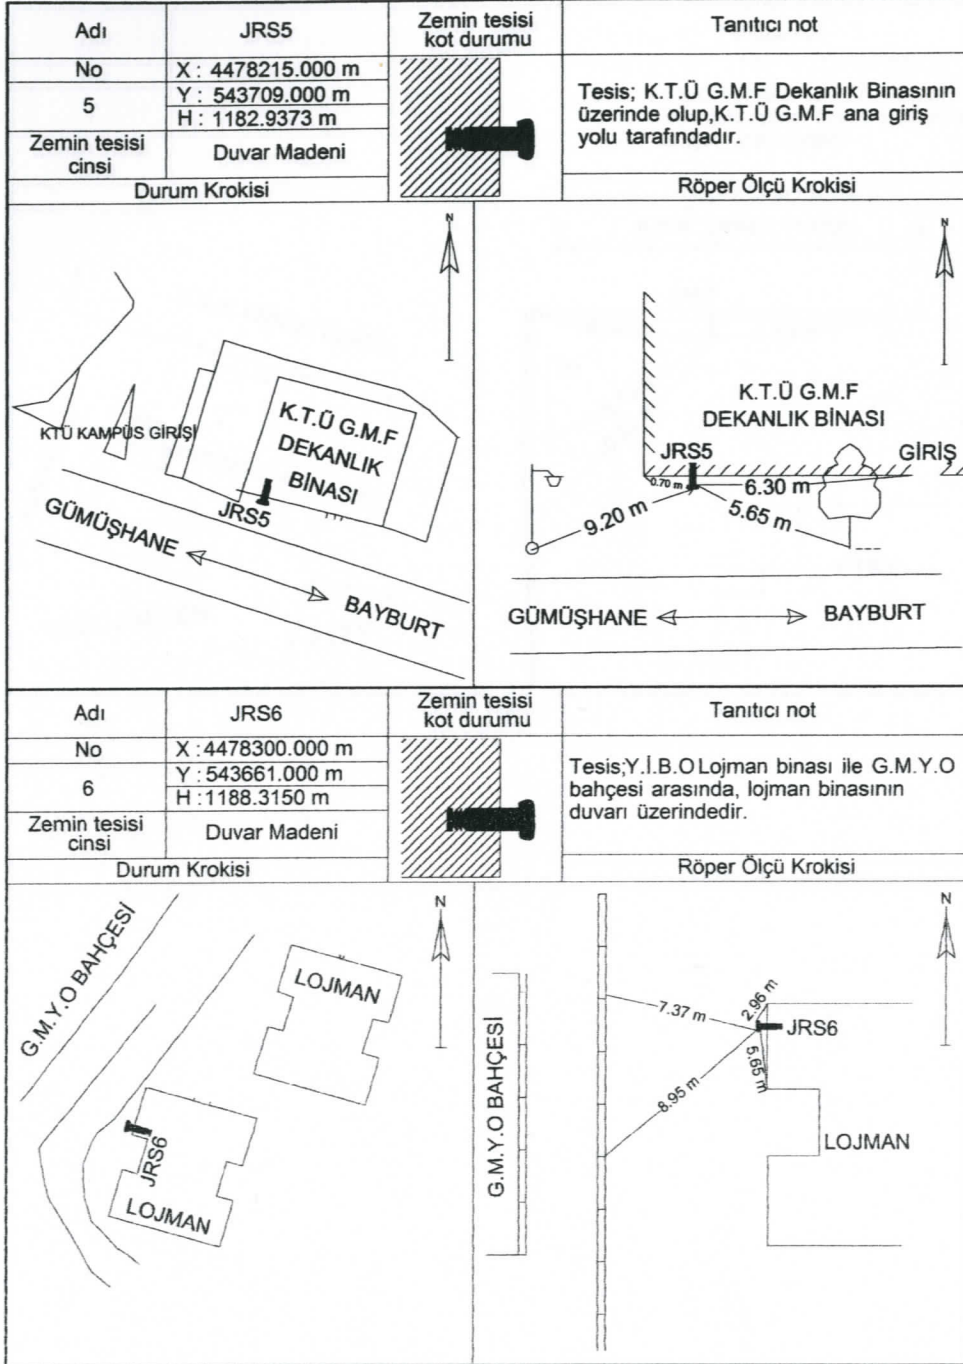 Adı
JRS5
Zemin tesisi
kot durumu
Tanıtıcı not
No
X : 4478215.000 m
5
Y : 543709.000 m
H : 1182.9373 m
Tesis; K.T.Ü G.M.F Dekanlık Binasının
üzerinde olup,K.T.Ü G.M.F ana giriş
yolu tarafındadır.
Zemin tesisi
cinsi
Duvar Madeni
Durum Krokisi
Röper Ölçü Krokisi
N
KTÜ KAMPÜS GİRİŞİ
K.T.Ü G.M.F
DEKANLIK
BİNASI
JRS5
GÜMÜŞHANE
BAYBURT
N
K.T.Ü G.M.F
DEKANLIK BİNASI
JRS5
GİRİŞ
0.70 m
6.30 m
9.20 m
5.65 m
GÜMÜŞHANE
BAYBURT
Adı
JRS6
Zemin tesisi
kot durumu
Tanıtıcı not
No
X : 4478300.000 m
6
Y : 543661.000 m
H : 1188.3150 m
Tesis;Y.İ.B.O Lojman binası ile G.M.Y.O
bahçesi arasında, lojman binasının
duvarı üzerindedir.
Zemin tesisi
cinsi
Duvar Madeni
Durum Krokisi
Röper Ölçü Krokisi
G.M.Y.O BAHÇESİ
N
LOJMAN
JRS6
LOJMAN
N
G.M.Y.O BAHÇESİ
7.37 m
2.96 m
JRS6
5.65 m
8.95 m
LOJMAN